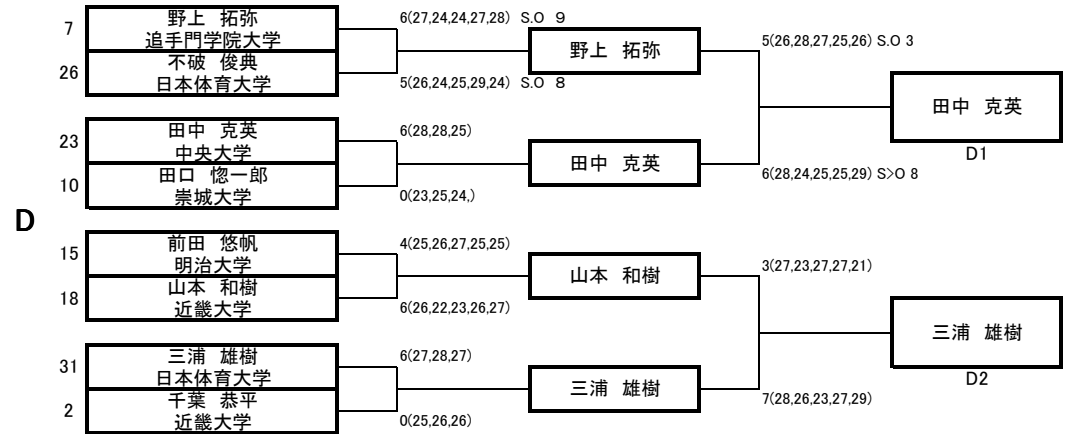 7
野上　拓弥
追手門学院大学
26
不破　俊典
日本体育大学
6(27,24,24,27,28)　S.O　9
5(26,24,25,29,24)　S.O　8
野上　拓弥
23
田中　克英
中央大学
10
田口　惣一郎
崇城大学
6(28,28,25)
0(23,25,24,)
田中　克英
5(26,28,27,25,26) S.O 3
6(28,24,25,25,29) S>O 8
田中　克英
D1
D
15
前田　悠帆
明治大学
18
山本　和樹
近畿大学
4(25,26,27,25,25)
6(26,22,23,26,27)
山本　和樹
31
三浦　雄樹
日本体育大学
2
千葉　恭平
近畿大学
6(27,28,27)
0(25,26,26)
三浦　雄樹
3(27,23,27,27,21)
7(28,26,23,27,29)
三浦　雄樹
D2